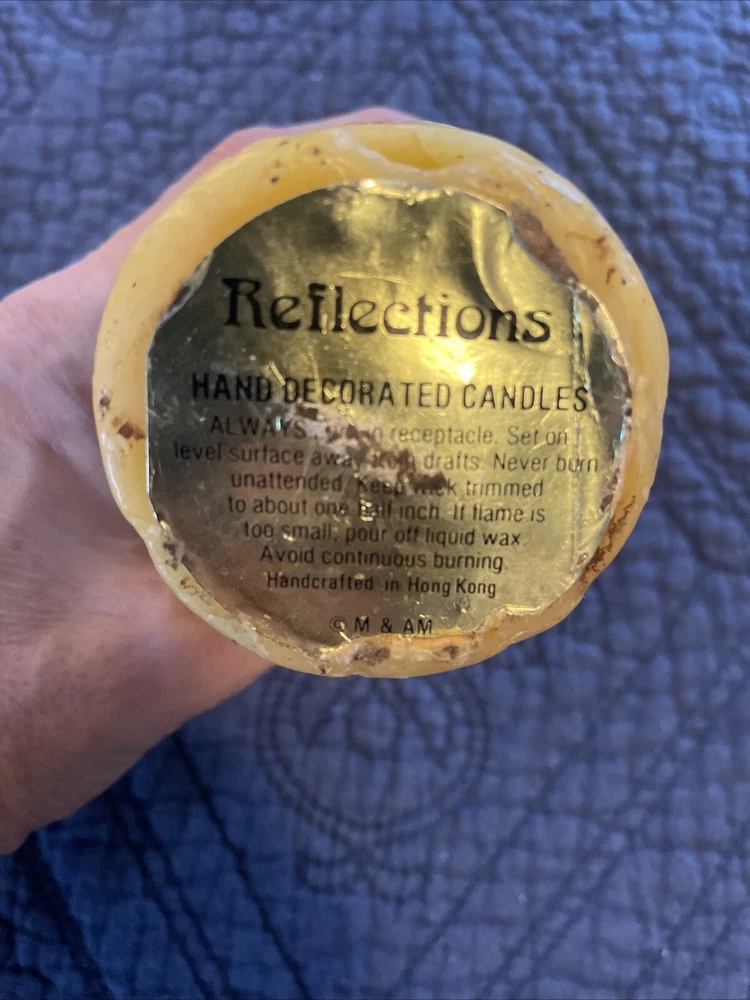 Reflections
HAND DECORATED CANDLES
ALWAYS receptacle. Set on
level surface away from drafts. Never burn
unattended. Keep wick trimmed
to about one half inch. If flame is
too small, pour off liquid wax.
Avoid continuous burning.
Handcrafted in Hong Kong
© M & AM